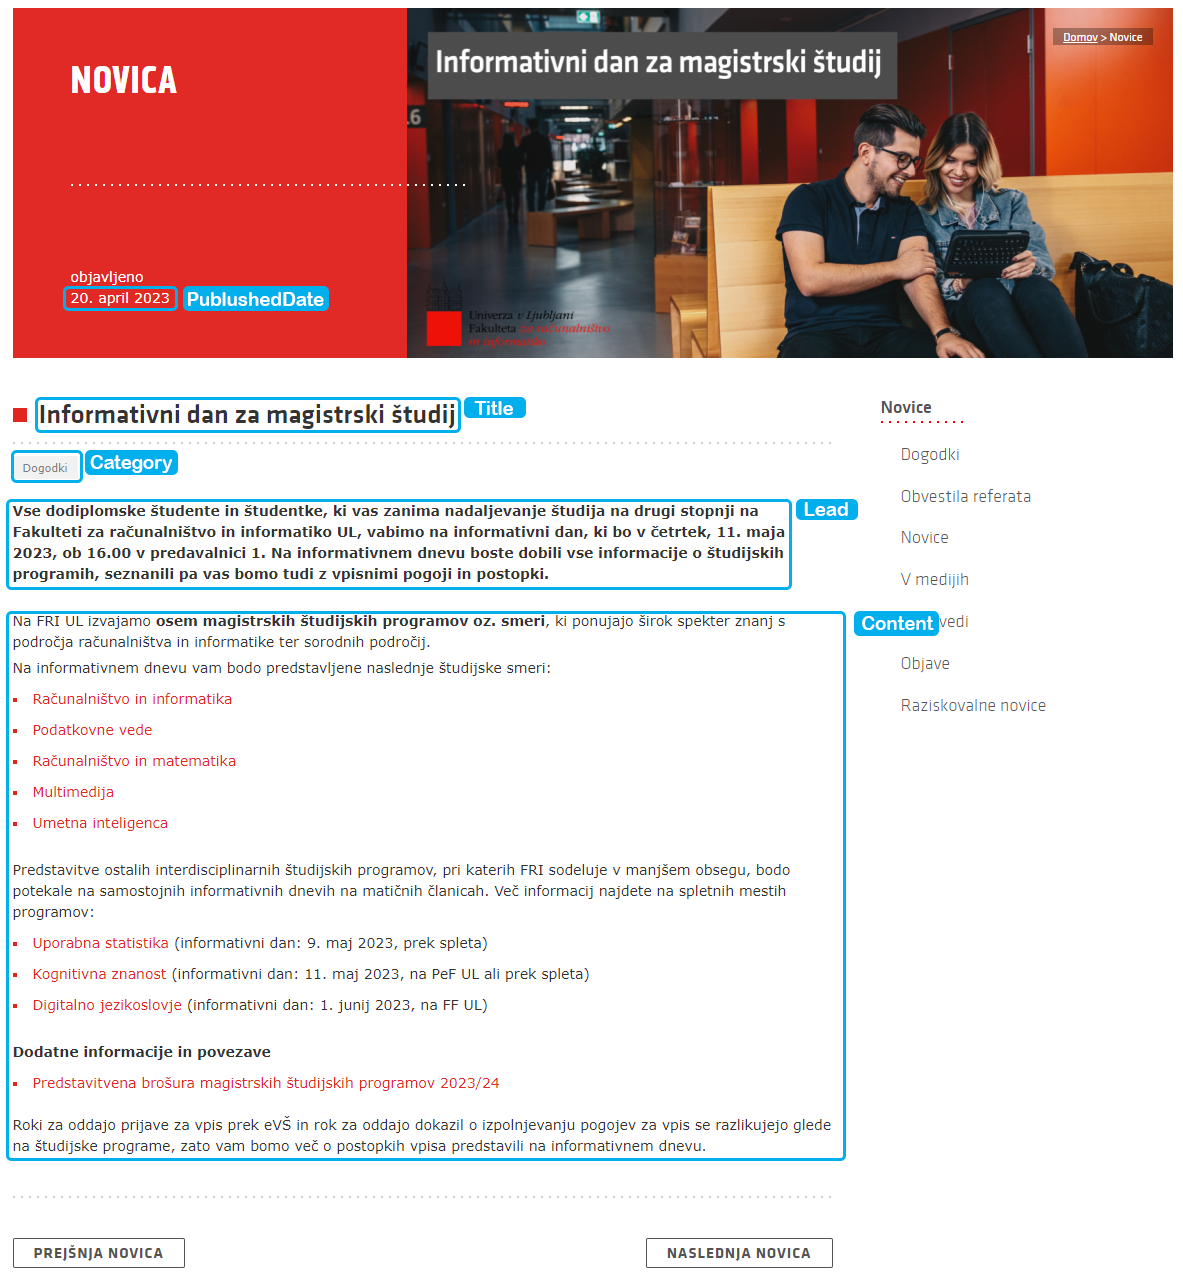 NOVICA
Informativni dan za magistrski študij
Domov > Novice
.6
objavljeno
20. april 2023 PublushedDate
Univerza v Ljubljani
Fakulteta za računalništvo
in informatiko
Informativni dan za magistrski študij Title
Dogodki Category
Vse dodiplomske študente in študentke, ki vas zanima nadaljevanje študija na drugi stopnji na Lead
Fakulteti za računalništvo in informatiko UL, vabimo na informativni dan, ki bo v četrtek, 11. maja
2023, ob 16.00 v predavalnici 1. Na informativnem dnevu boste dobili vse informacije o študijskih
programih, seznanili pa vas bomo tudi z vpisnimi pogoji in postopki.
Na FRI UL izvajamo osem magistrskih študijskih programov oz. smeri, ki ponujajo širok spekter znanj s
področja računalništva in informatike ter sorodnih področij.
Na informativnem dnevu vam bodo predstavljene naslednje študijske smeri:
Računalništvo in informatika
Podatkovne vede
Računalništvo in matematika
Multimedija
Umetna inteligenca
Predstavitve ostalih interdisciplinarnih študijskih programov, pri katerih FRI sodeluje v manjšem obsegu, bodo
potekale na samostojnih informativnih dnevih na matičnih članicah. Več informacij najdete na spletnih mestih
programov:
Uporabna statistika (informativni dan: 9. maj 2023, prek spleta)
Kognitivna znanost (informativni dan: 11. maj 2023, na PeF UL ali prek spleta)
Digitalno jezikoslovje (informativni dan: 1. junij 2023, na FF UL)
Dodatne informacije in povezave
Predstavitvena brošura magistrskih študijskih programov 2023/24
Roki za oddajo prijave za vpis prek eVŠ in rok za oddajo dokazil o izpolnjevanju pogojev za vpis se razlikujejo glede
na študijske programe, zato vam bomo več o postopkih vpisa predstavili na informativnem dnevu.
Novice
Dogodki
Obvestila referata
Novice
V medijih
Content vedi
Objave
Raziskovalne novice
PREJŠNJA NOVICA
NASLEDNJA NOVICA